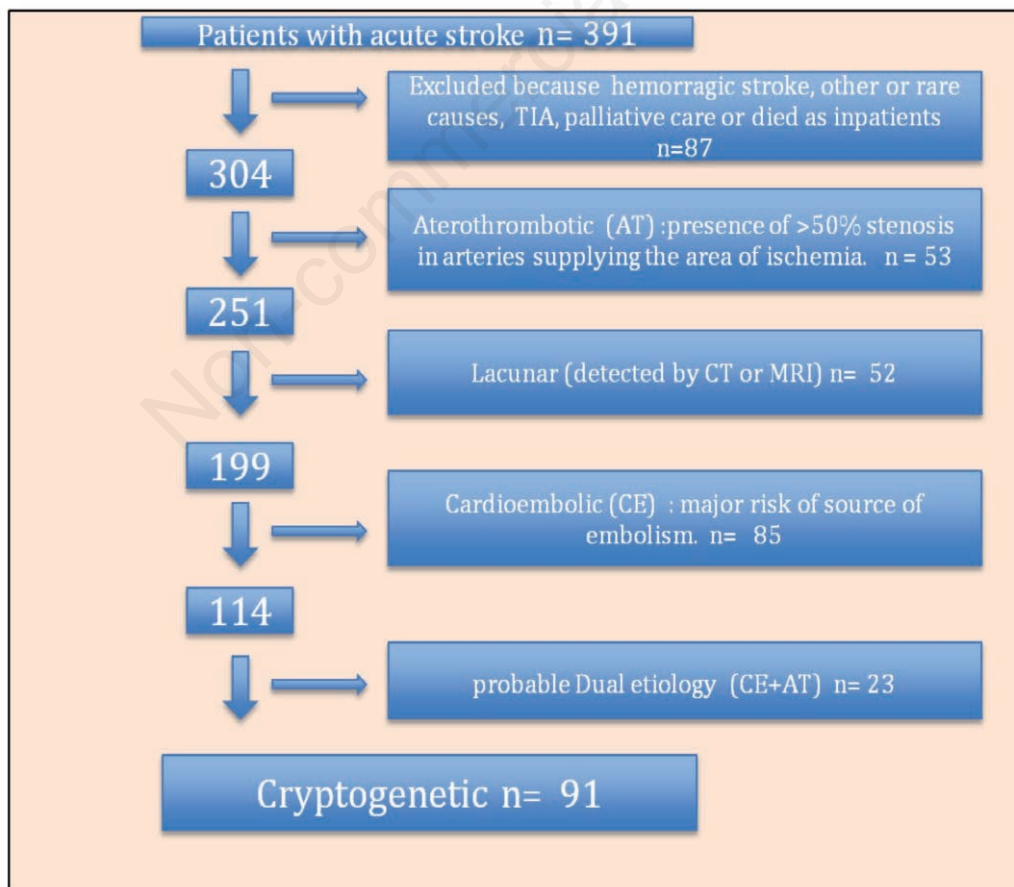 Patients with acute stroke n= 391
Excluded because hemorragic stroke, other or rare
causes, TIA, palliative care or died as inpatients
n=87
304
Aterothrombotic (AT) :presence of >50% stenosis
in arteries supplying the area of ischemia. n = 53
251
Lacunar (detected by CT or MRI) n= 52
199
Cardioembolic (CE) : major risk of source of
embolism. n= 85
114
probable Dual etiology (CE+AT) n= 23
Cryptogenetic n= 91
Non-commercia